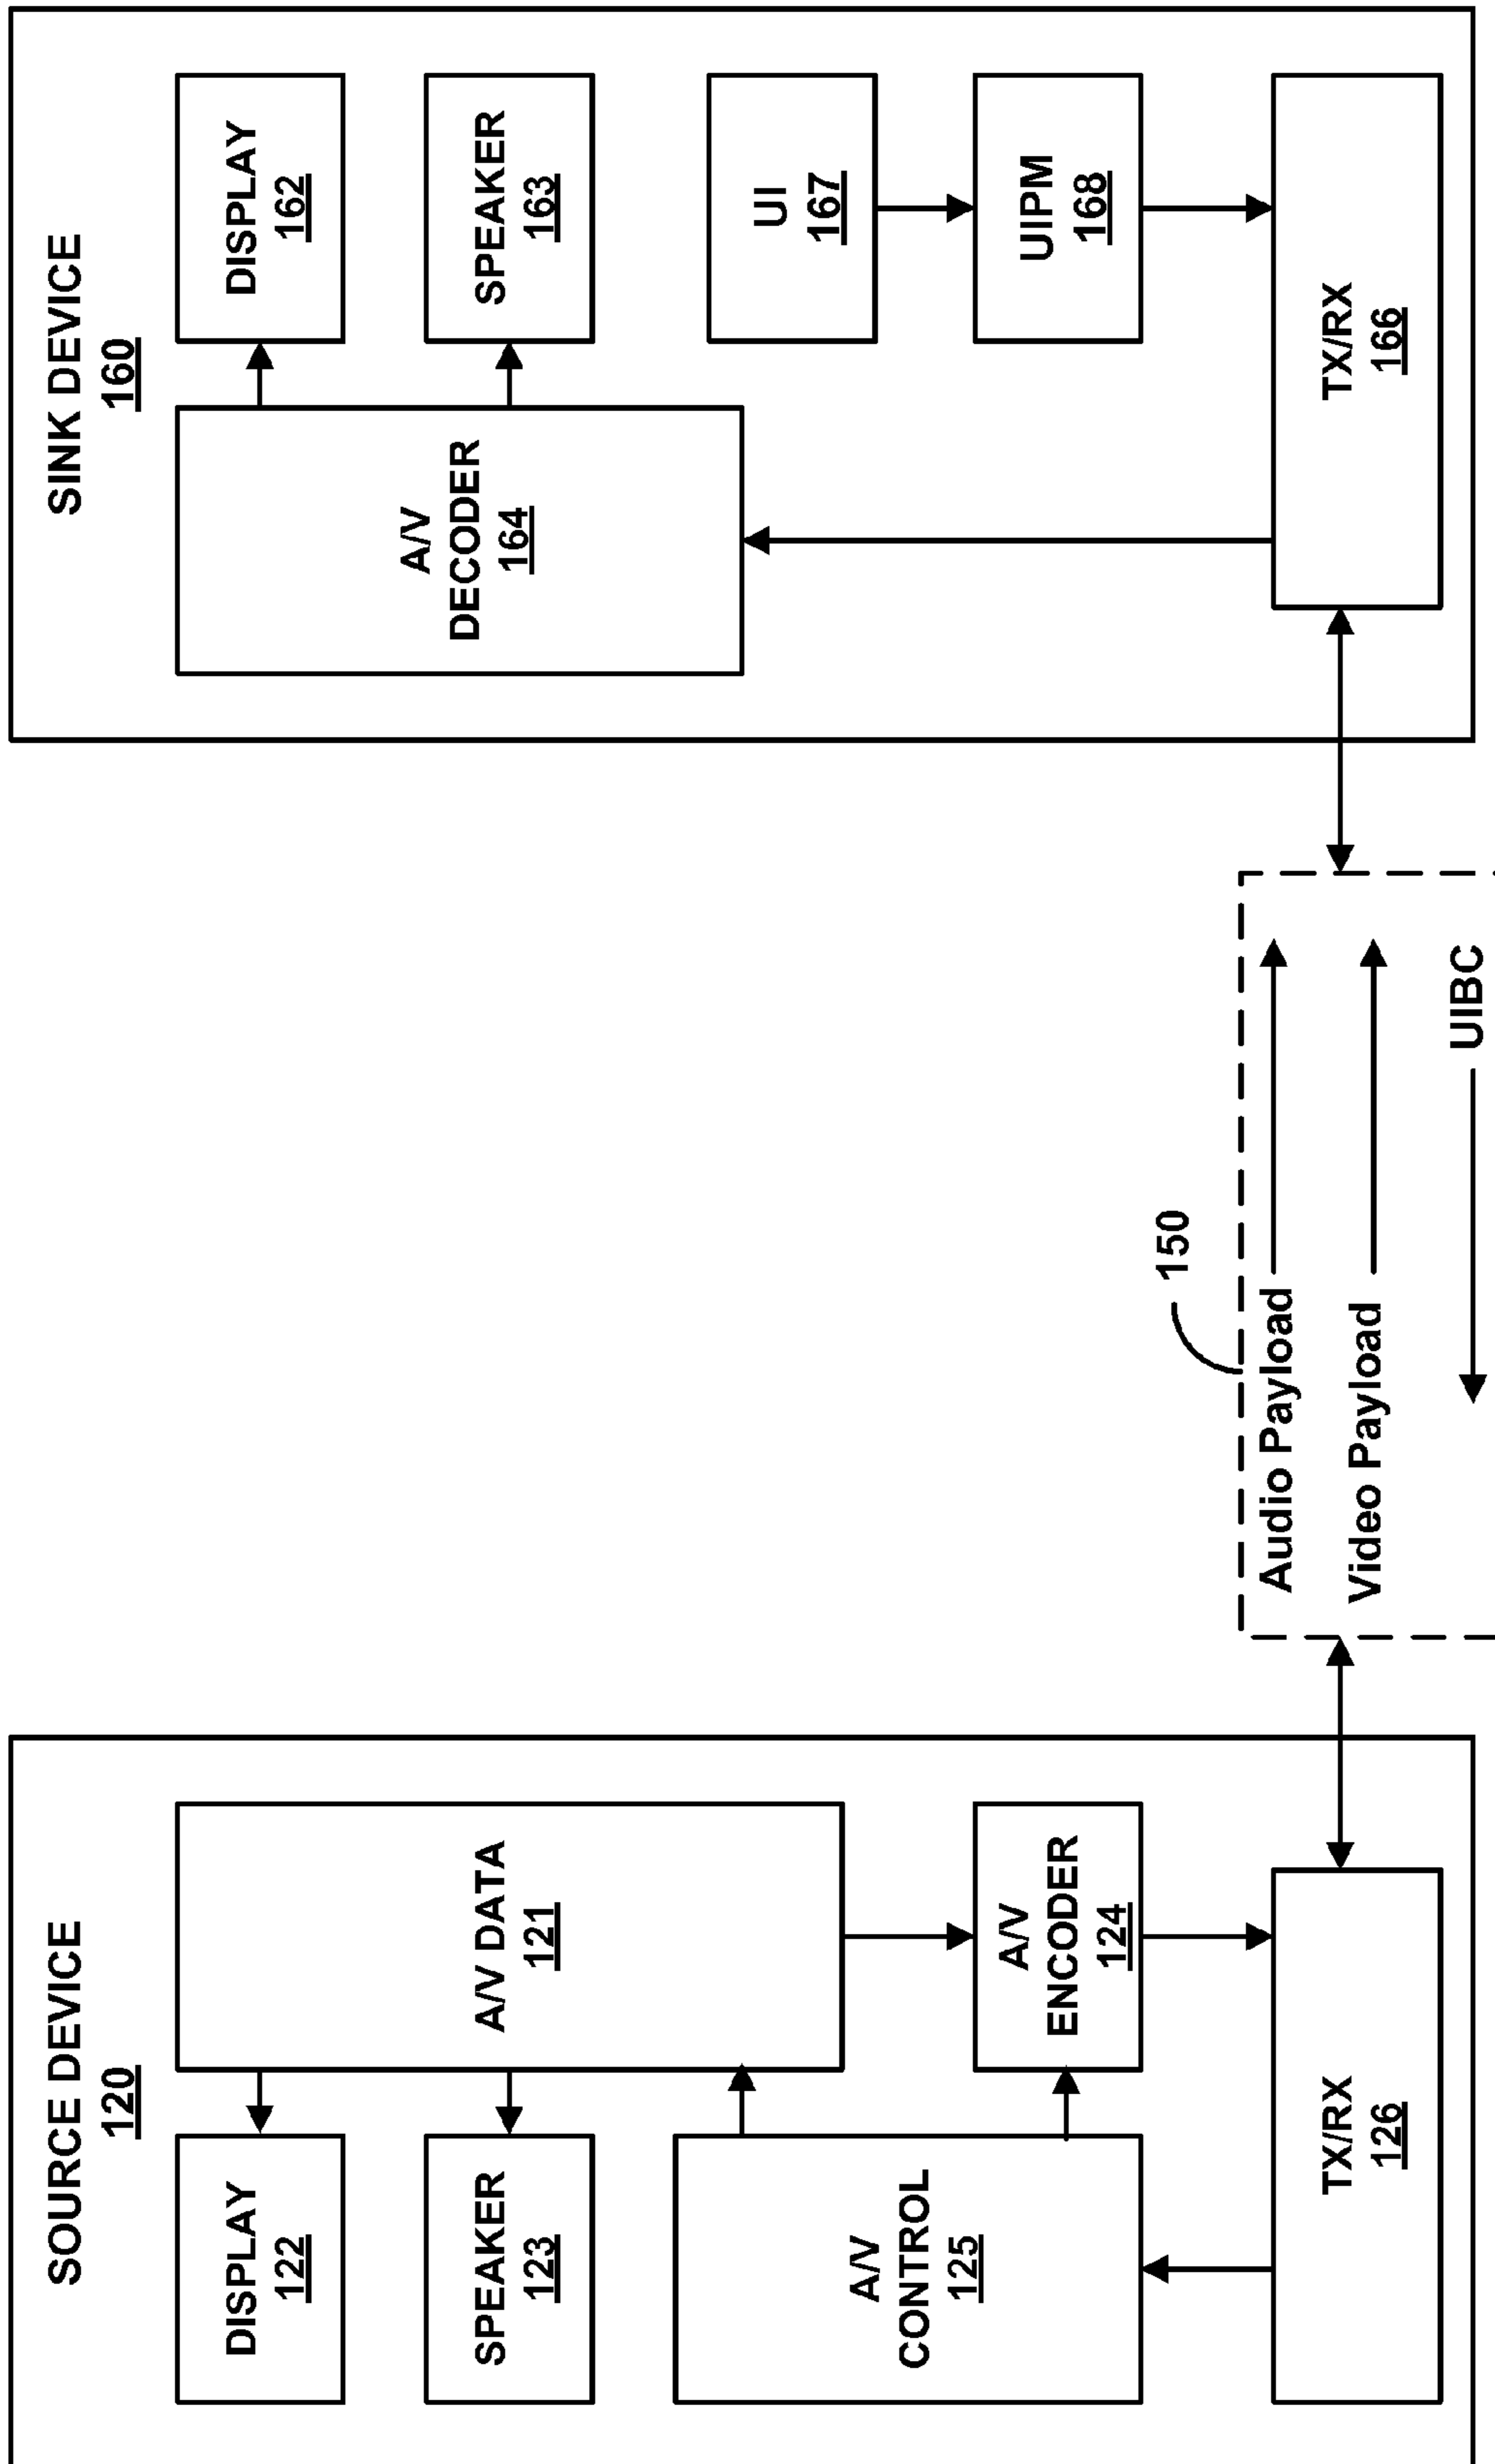 SOURCE DEVICE
120
DISPLAY
122
SPEAKER
123
A/V DATA
121
A/V
CONTROL
125
A/V
ENCODER
124
TX/RX
126
150
Audio Payload
Video Payload
UIBC
SINK DEVICE
160
A/V
DECODER
164
DISPLAY
162
SPEAKER
163
UI
167
UIPM
168
TX/RX
166